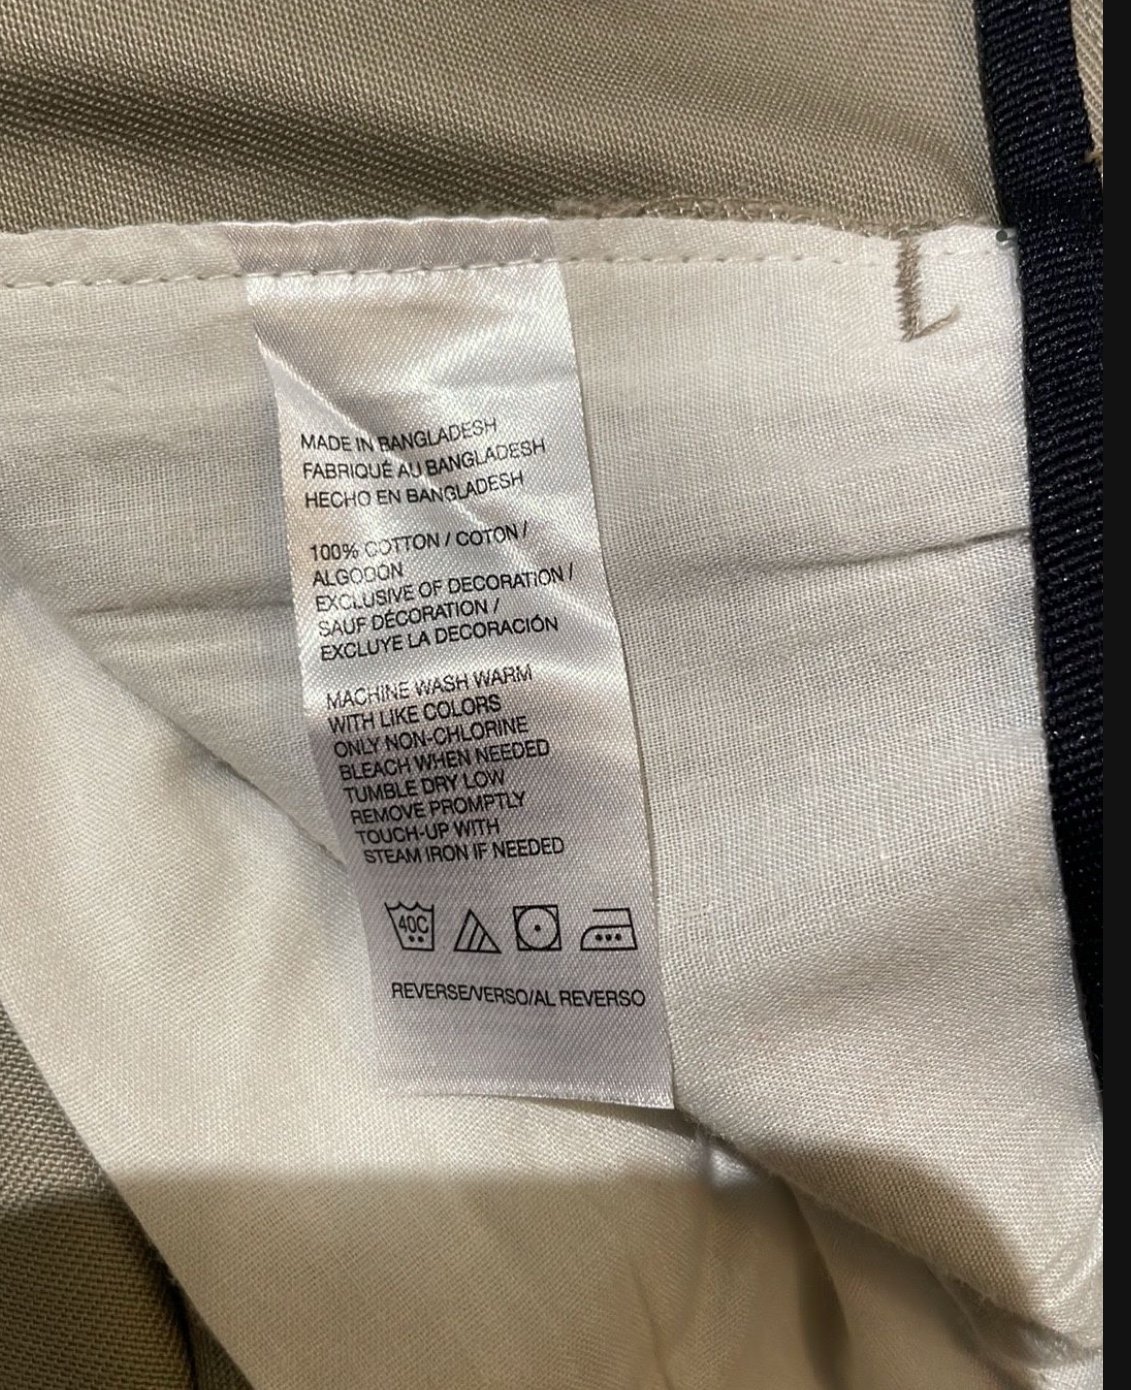 MADE IN BANGLADESH
FABRIQUÉ AU BANGLADESH
HECHO EN BANGLADESH
100% COTTON / COTON /
ALGODON
EXCLUSIVE OF DECORATION /
SAUF DÉCORATION /
EXCLUYE LA DECORACIÓN
MACHINE WASH WARM
WITH LIKE COLORS
ONLY NON-CHLORINE
BLEACH WHEN NEEDED
TUMBLE DRY LOW
REMOVE PROMPTLY
TOUCH-UP WITH
STEAM IRON IF NEEDED
40C
REVERSE/VERSO/AL REVERSO